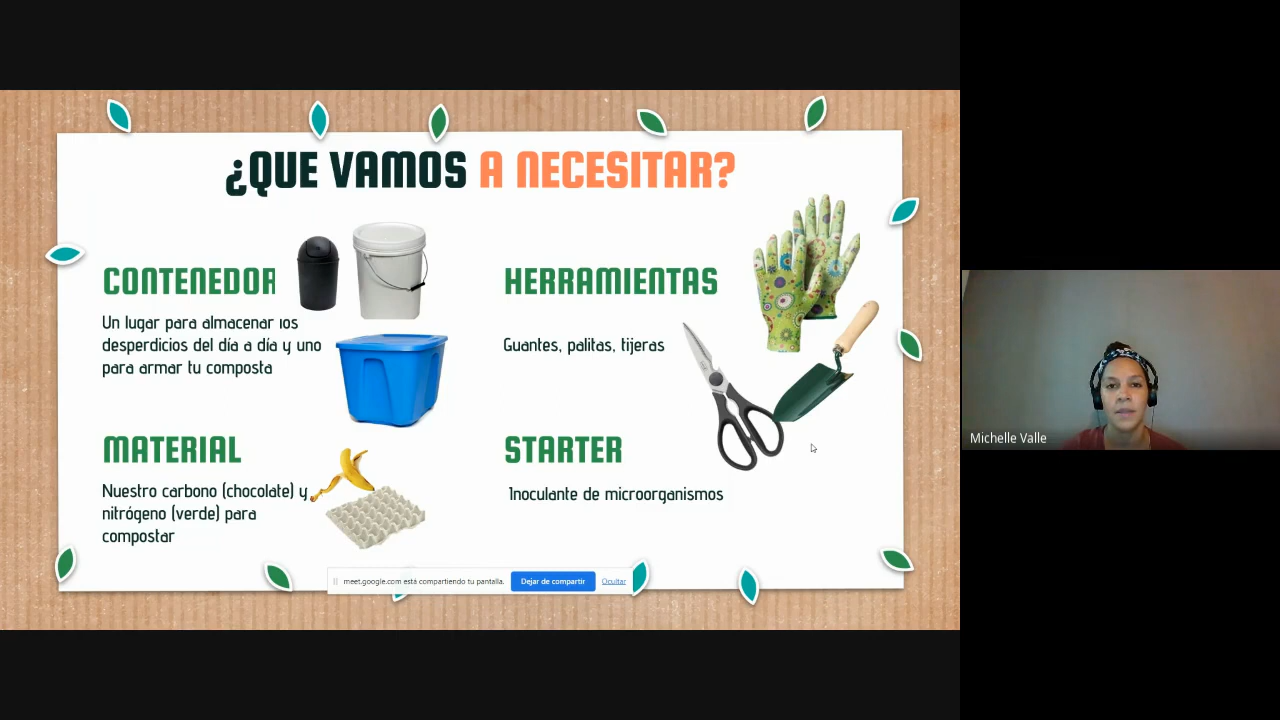 ¿QUE VAMOS A NECESITAR?
CONTENEDOR
Un lugar para almacenar los
desperdicios del día a día y uno
para armar tu composta
HERRAMIENTAS
Guantes, palitas, tijeras
MATERIAL
Nuestro carbono (chocolate) y
nitrógeno (verde) para
compostar
STARTER
Inoculante de microorganismos
meet.google.com está compartiendo tu pantalla.
Dejar de compartir
Ocultar
Michelle Valle